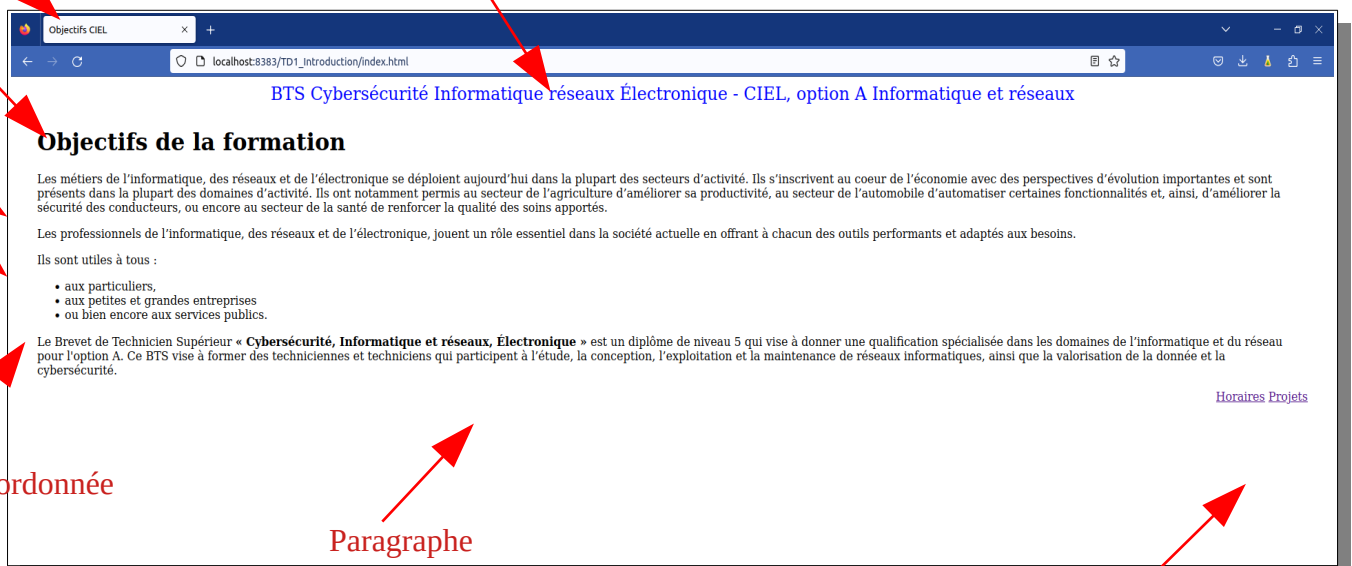 Objectifs CIEL
localhost:8383/TD1_Introduction/index.html
BTS Cybersécurité Informatique réseaux Électronique - CIEL, option A Informatique et réseaux
Objectifs de la formation
Les métiers de l’informatique, des réseaux et de l’électronique se déploient aujourd’hui dans la plupart des secteurs d’activité. Ils s’inscrivent au coeur de l’économie avec des perspectives d’évolution importantes et sont
présents dans la plupart des domaines d’activité. Ils ont notamment permis au secteur de l’agriculture d’améliorer sa productivité, au secteur de l’automobile d’automatiser certaines fonctionnalités et, ainsi, d’améliorer la
sécurité des conducteurs, ou encore au secteur de la santé de renforcer la qualité des soins apportés.
Les professionnels de l’informatique, des réseaux et de l’électronique, jouent un rôle essentiel dans la société actuelle en offrant à chacun des outils performants et adaptés aux besoins.
Ils sont utiles à tous :
• aux particuliers,
• aux petites et grandes entreprises
• ou bien encore aux services publics.
Le Brevet de Technicien Supérieur « Cybersécurité, Informatique et réseaux, Électronique » est un diplôme de niveau 5 qui vise à donner une qualification spécialisée dans les domaines de l’informatique et du réseau
pour l'option A. Ce BTS vise à former des techniciennes et techniciens qui participent à l’étude, la conception, l’exploitation et la maintenance de réseaux informatiques, ainsi que la valorisation de la donnée et la
cybersécurité.
Horaires Projets
ordonnée
Paragraphe